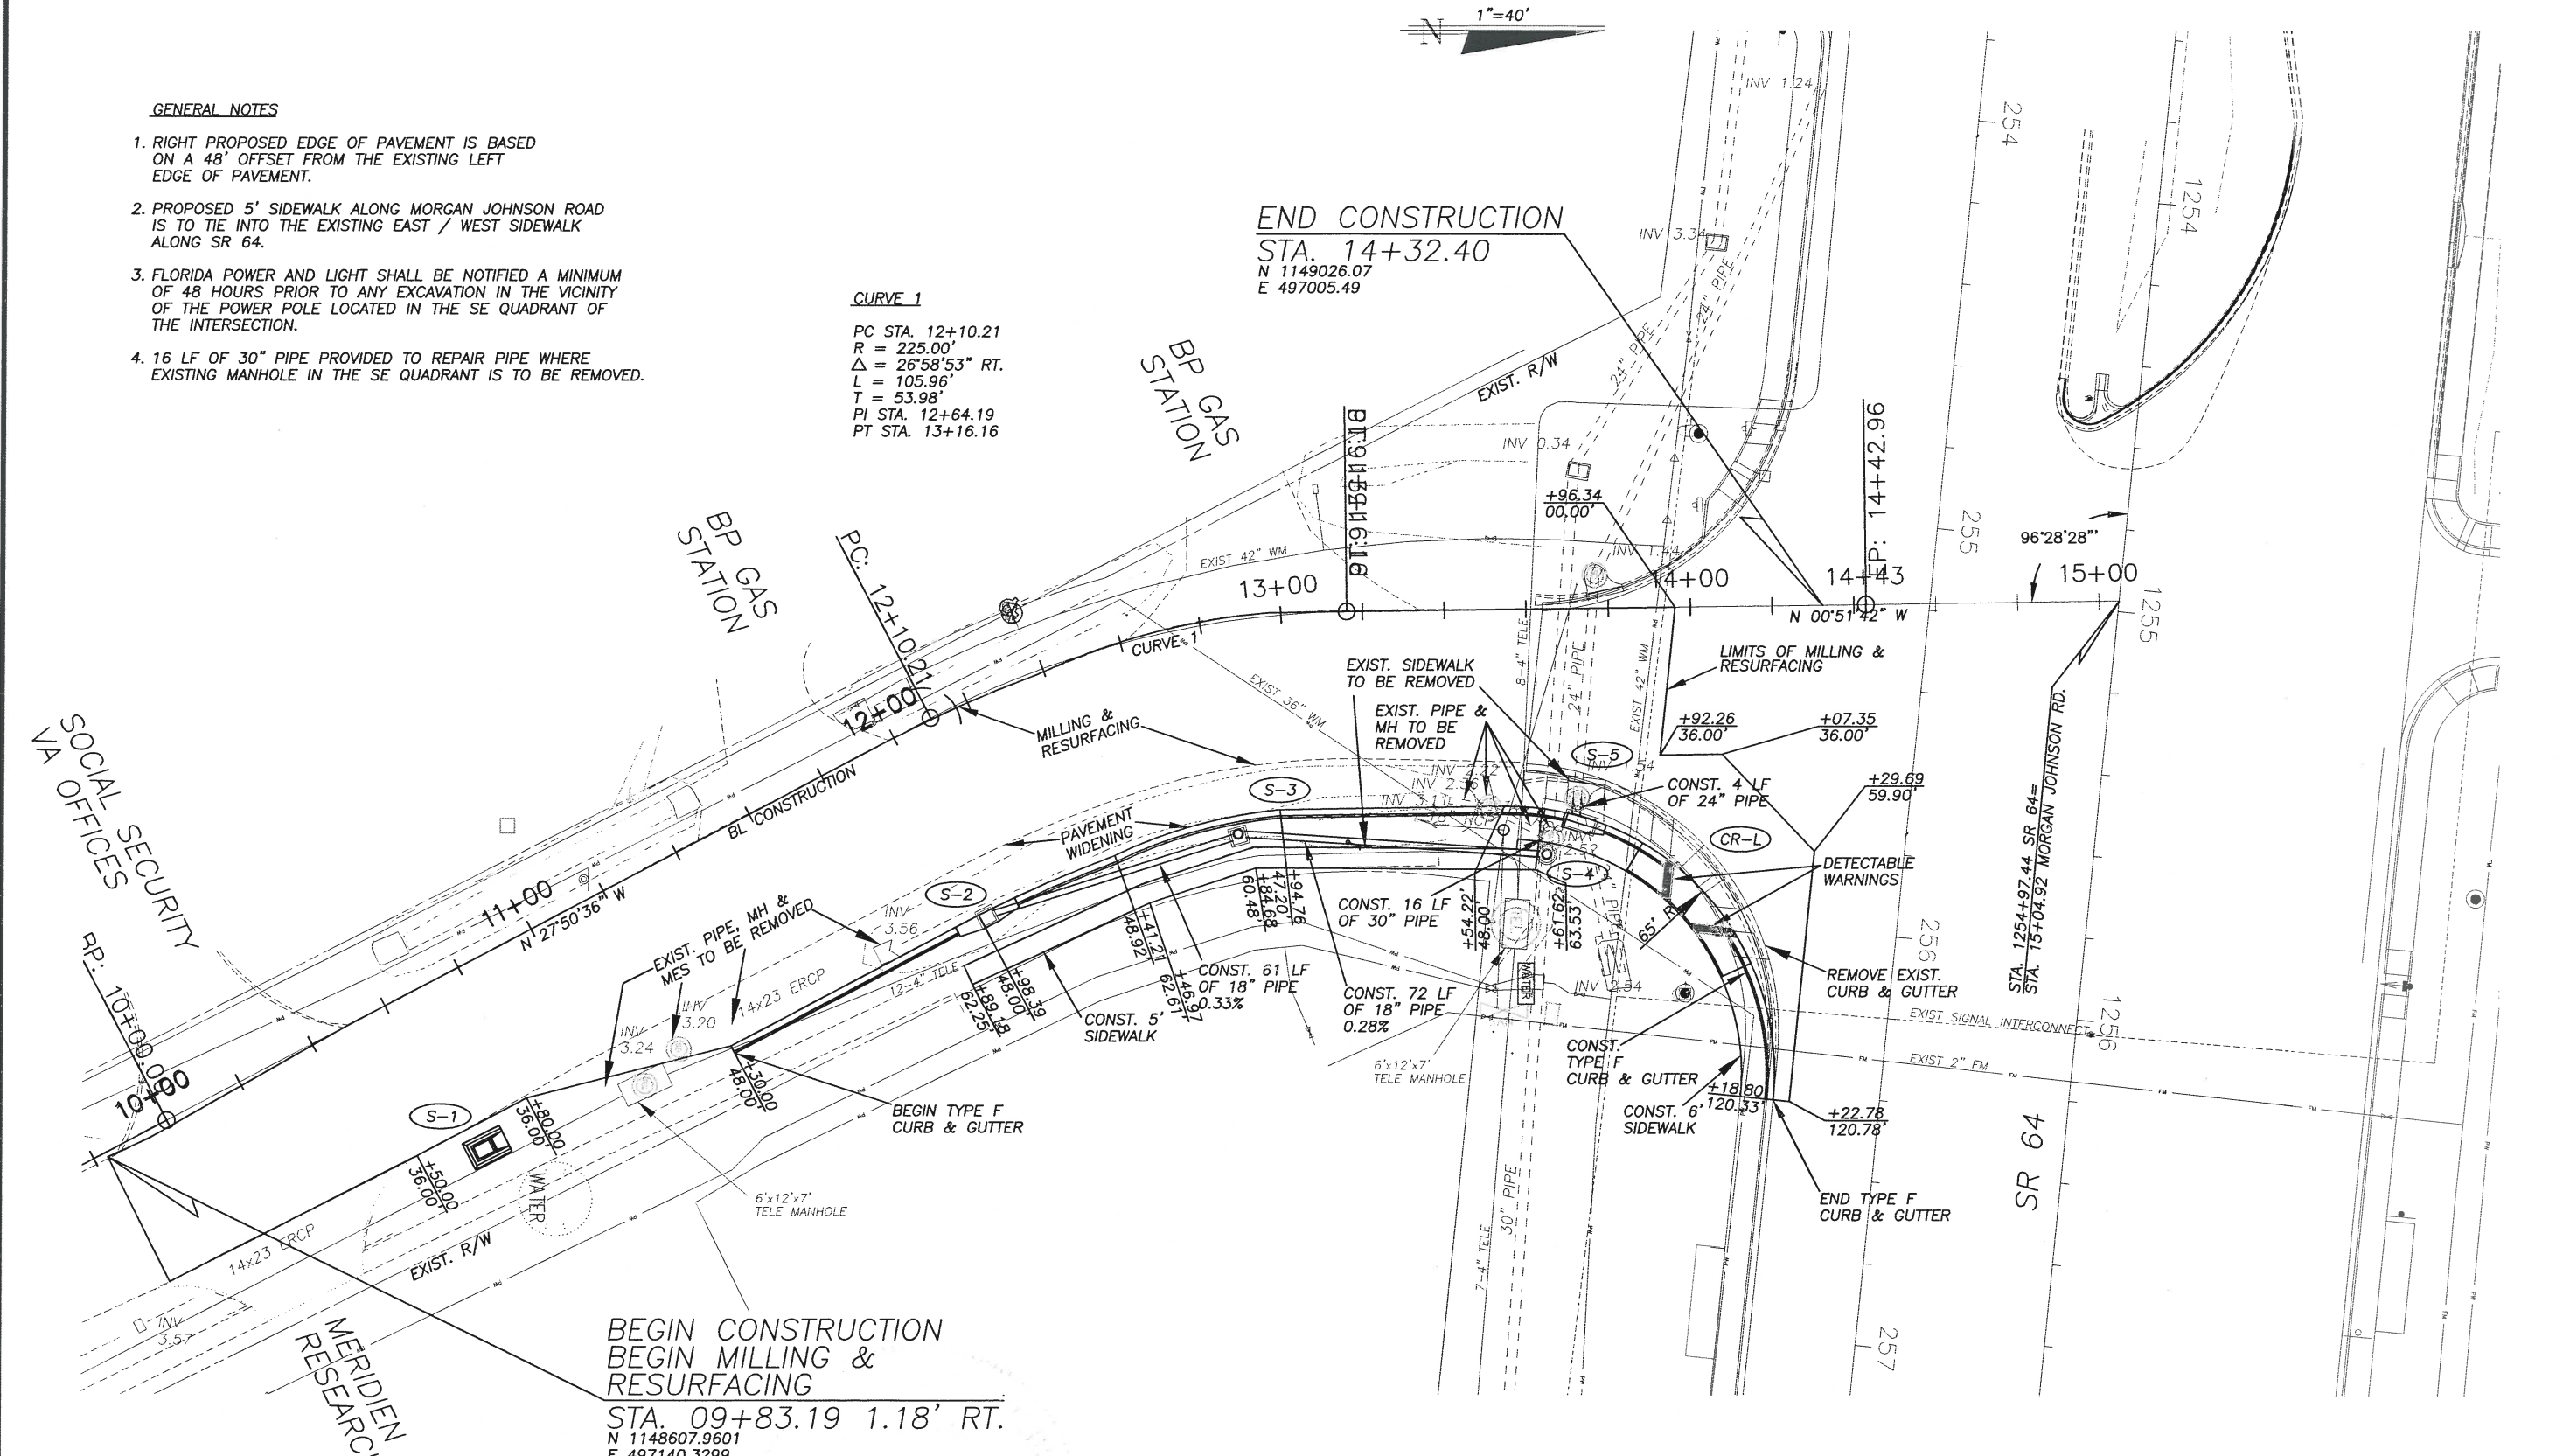 1"=40'
N
GENERAL NOTES
1. RIGHT PROPOSED EDGE OF PAVEMENT IS BASED
ON A 48' OFFSET FROM THE EXISTING LEFT
EDGE OF PAVEMENT.
2. PROPOSED 5' SIDEWALK ALONG MORGAN JOHNSON ROAD
IS TO TIE INTO THE EXISTING EAST / WEST SIDEWALK
ALONG SR 64.
3. FLORIDA POWER AND LIGHT SHALL BE NOTIFIED A MINIMUM
OF 48 HOURS PRIOR TO ANY EXCAVATION IN THE VICINITY
OF THE POWER POLE LOCATED IN THE SE QUADRANT OF
THE INTERSECTION.
4. 16 LF OF 30" PIPE PROVIDED TO REPAIR PIPE WHERE
EXISTING MANHOLE IN THE SE QUADRANT IS TO BE REMOVED.
CURVE 1
PC STA. 12+10.21
R = 225.00'
△ = 26°58'53" RT.
L = 105.96'
T = 53.98'
PI STA. 12+64.19
PT STA. 13+16.16
END CONSTRUCTION
STA. 14+32.40
N 1149026.07
E 497005.49
INV 1.24
INV 3.34
24" PIPE
24" PIPE
254
1254
BP GAS
STATION
EXIST. R/W
INV 0.34
+96.34
00.00'
INV 1.44
EP: 14+42.96
255
96°28'28"'
BP GAS
STATION
PC: 12+10.21
EXIST 42" WM
13+00
14+00
14+43
15+00
N 00°51'42" W
1255
CURVE 1
12+00
SOCIAL SECURITY
VA OFFICES
MILLING &
RESURFACING
EXIST 36" WM
EXIST. SIDEWALK
TO BE REMOVED
8-4" TELE
24" PIPE
EXIST 42" WM
LIMITS OF MILLING &
RESURFACING
EXIST. PIPE &
MH TO BE
REMOVED
+92.26
36.00'
+07.35
36.00'
S-5
INV 1.54
INV 2.22
CONST. 4 LF
OF 24" PIPE
+29.69
59.90'
BL CONSTRUCTION
S-3
PAVEMENT
WIDENING
CR-L
DETECTABLE
WARNINGS
S-4
S-2
11+00
N 27°50'36" W
EXIST. PIPE, MH &
MES TO BE REMOVED
INV
3.56
+94.76
47.20'
+84.68
60.48'
CONST. 16 LF
OF 30" PIPE
+54.22'
48.00'
+61.62'
63.53'
65' R
256
STA. 1254+97.44 SR 64=
STA. 15+04.92 MORGAN JOHNSON RD.
+41.21
48.92'
+46.97
62.61'
CONST. 61 LF
OF 18" PIPE
0.33%
CONST. 72 LF
OF 18" PIPE
0.28%
WATER
INV 2.54
REMOVE EXIST.
CURB & GUTTER
12-4" TELE
+98.39
48.00'
+89.18
62.25'
CONST. 5'
SIDEWALK
14x23 ERCP
INV
3.20
INV
3.24
EXIST SIGNAL INTERCONNECT
1256
EXIST 2" FM
10+00
6'x12'x7'
TELE MANHOLE
CONST.
TYPE F
CURB & GUTTER
+18.80
120.33'
CONST. 6'
SIDEWALK
+22.78
120.78'
+30.00
48.00'
BEGIN TYPE F
CURB & GUTTER
S-1
+80.00
36.00'
+50.00
36.00'
WATER
6'x12'x7'
TELE MANHOLE
30" PIPE
7-4" TELE
END TYPE F
CURB & GUTTER
SR 64
14x23 ERCP
EXIST. R/W
INV
3.57
MERIDIEN
RESEARCH
257
BEGIN CONSTRUCTION
BEGIN MILLING &
RESURFACING
STA. 09+83.19 1.18' RT.
N 1148607.9601
E 497140.3299